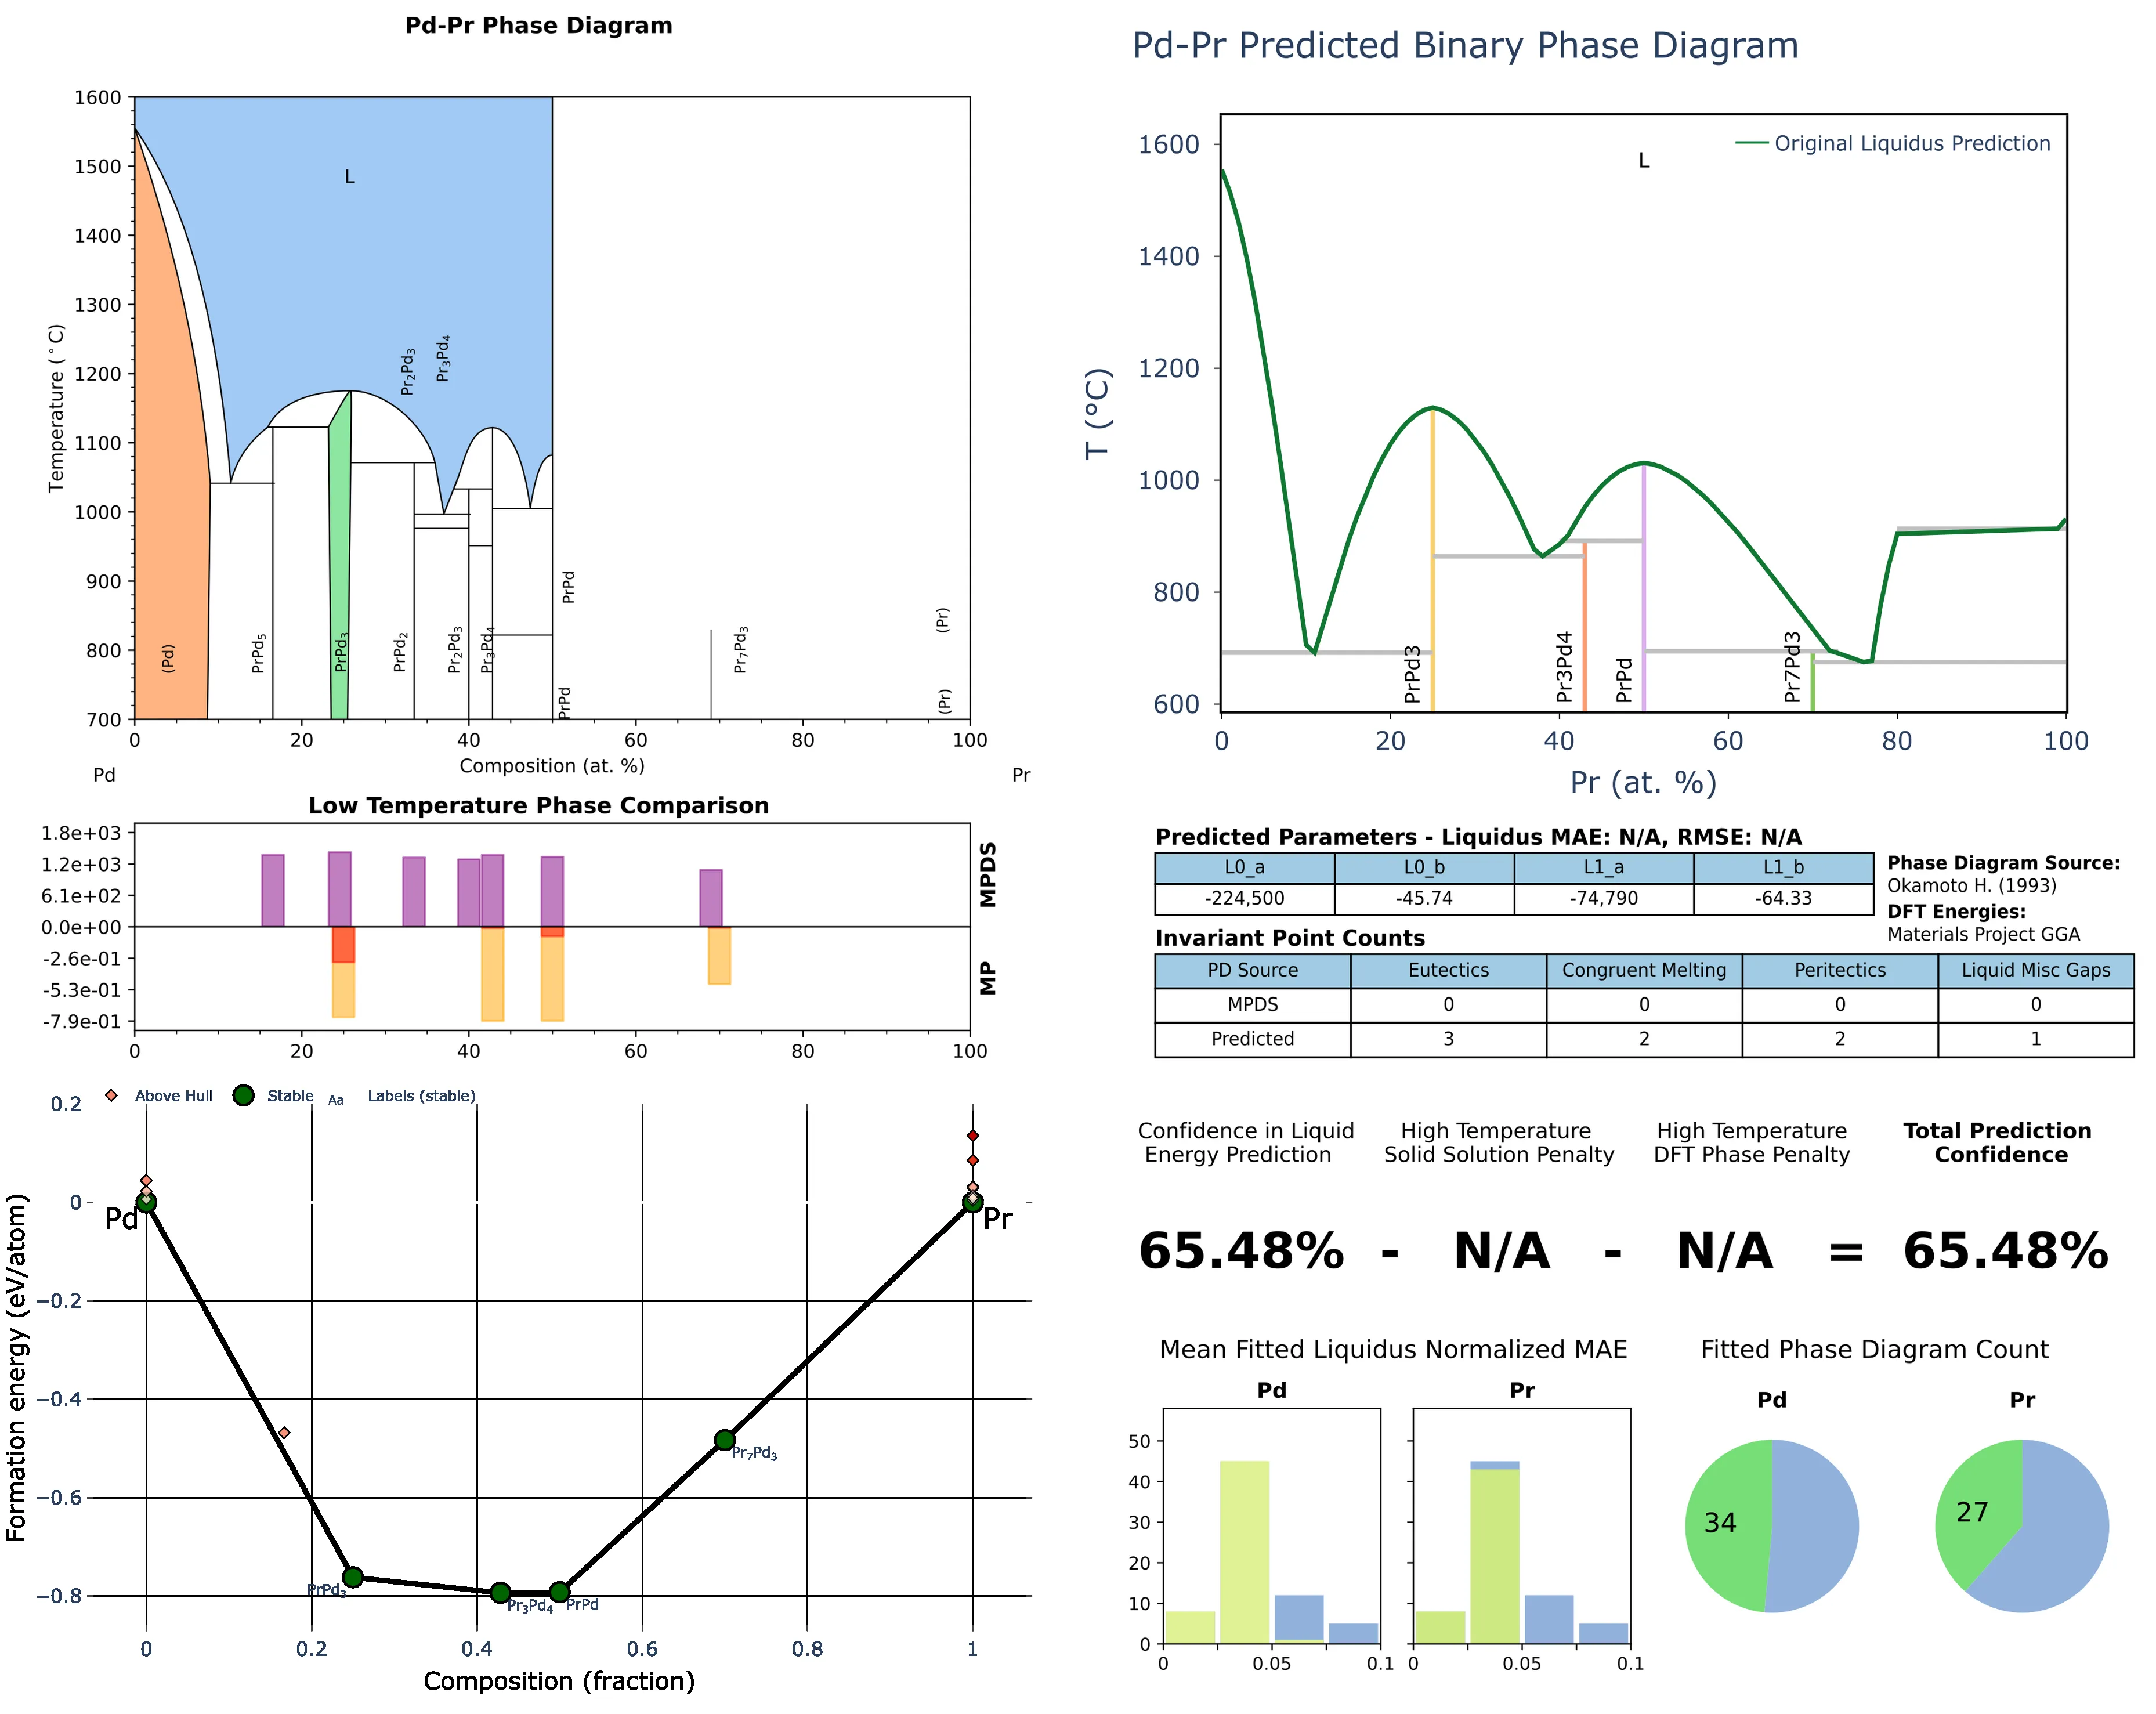 Pd-Pr Phase Diagram
1600
1500
1400
1300
1200
1100
1000
900
800
700
Temperature (°C)
L
Pr2Pd3
Pr3Pd4
(Pd)
PrPd5
PrPd3
PrPd2
Pr2Pd3
Pr3Pd4
PrPd
PrPd
Pr7Pd3
(Pr)
(Pr)
0 20 40 60 80 100
Pd Composition (at. %) Pr
Low Temperature Phase Comparison
1.8e+03
1.2e+03
6.1e+02
0.0e+00
-2.6e-01
-5.3e-01
-7.9e-01
MPDS
MP
0 20 40 60 80 100
Above Hull Stable Aa Labels (stable)
0.2
0
−0.2
−0.4
−0.6
−0.8
Formation energy (eV/atom)
Pd
Pr
PrPd3
Pr3Pd4
PrPd
Pr7Pd3
0 0.2 0.4 0.6 0.8 1
Composition (fraction)
Pd-Pr Predicted Binary Phase Diagram
1600
1400
1200
1000
800
600
T (°C)
L
Original Liquidus Prediction
PrPd3
Pr3Pd4
PrPd
Pr7Pd3
0 20 40 60 80 100
Pr (at. %)
Predicted Parameters - Liquidus MAE: N/A, RMSE: N/A
L0_a L0_b L1_a L1_b
-224,500 -45.74 -74,790 -64.33
Phase Diagram Source:
Okamoto H. (1993)
DFT Energies:
Materials Project GGA
Invariant Point Counts
PD Source Eutectics Congruent Melting Peritectics Liquid Misc Gaps
MPDS 0 0 0 0
Predicted 3 2 2 1
Confidence in Liquid
Energy Prediction
High Temperature
Solid Solution Penalty
High Temperature
DFT Phase Penalty
Total Prediction
Confidence
65.48% - N/A - N/A = 65.48%
Mean Fitted Liquidus Normalized MAE
Pd
Pr
50
40
30
20
10
0
0 0.05 0.1
0 0.05 0.1
Fitted Phase Diagram Count
Pd
Pr
34
27